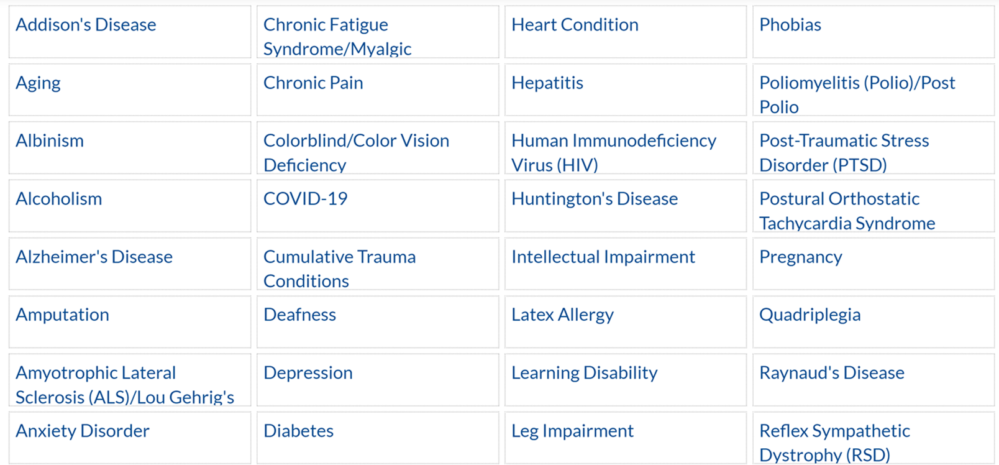 Addison's Disease
Chronic Fatigue
Syndrome/Myalgic
Heart Condition
Phobias
Aging
Chronic Pain
Hepatitis
Poliomyelitis (Polio)/Post
Polio
Albinism
Colorblind/Color Vision
Deficiency
Human Immunodeficiency
Virus (HIV)
Post-Traumatic Stress
Disorder (PTSD)
Alcoholism
COVID-19
Huntington's Disease
Postural Orthostatic
Tachycardia Syndrome
Alzheimer's Disease
Cumulative Trauma
Conditions
Intellectual Impairment
Pregnancy
Amputation
Deafness
Latex Allergy
Quadriplegia
Amyotrophic Lateral
Sclerosis (ALS)/Lou Gehrig's
Depression
Learning Disability
Raynaud's Disease
Anxiety Disorder
Diabetes
Leg Impairment
Reflex Sympathetic
Dystrophy (RSD)